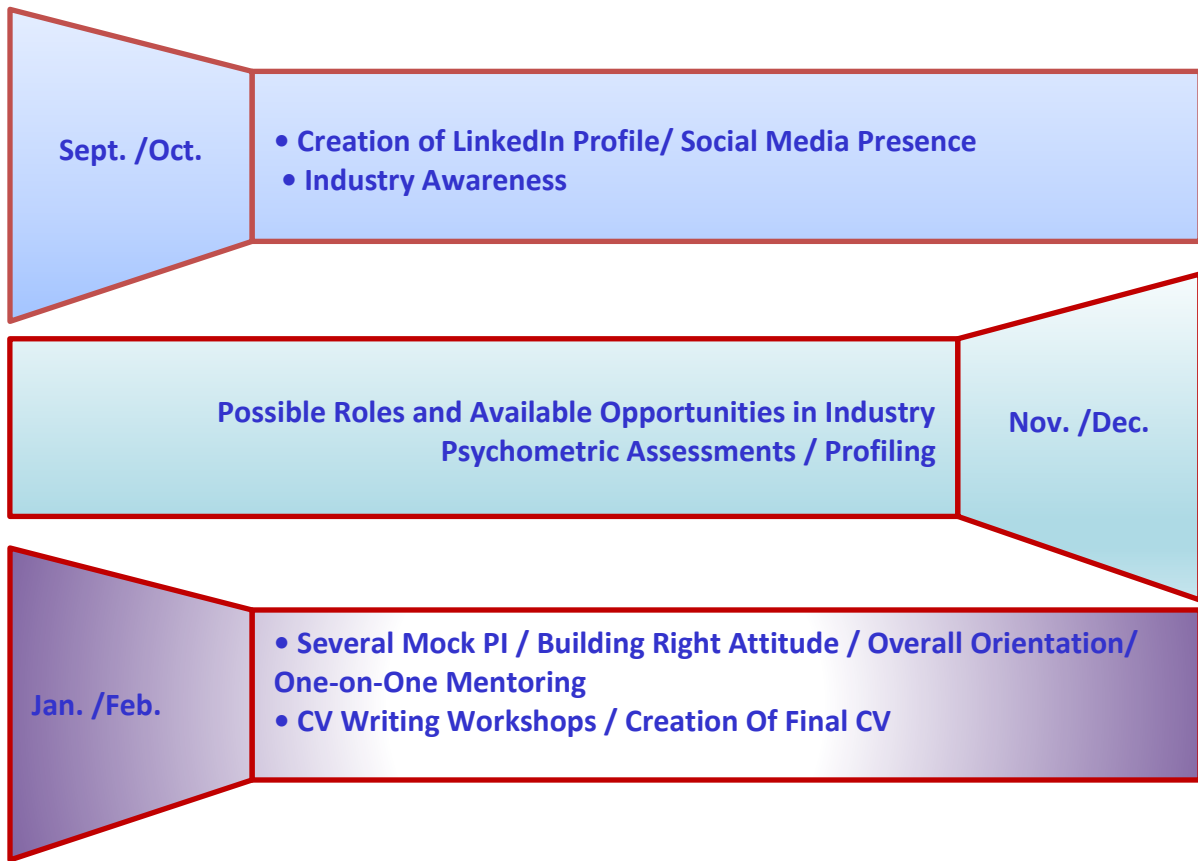 Sept. /Oct.
• Creation of LinkedIn Profile/ Social Media Presence
• Industry Awareness
Possible Roles and Available Opportunities in Industry
Psychometric Assessments / Profiling
Nov. /Dec.
Jan. /Feb.
• Several Mock PI / Building Right Attitude / Overall Orientation/
One-on-One Mentoring
• CV Writing Workshops / Creation Of Final CV